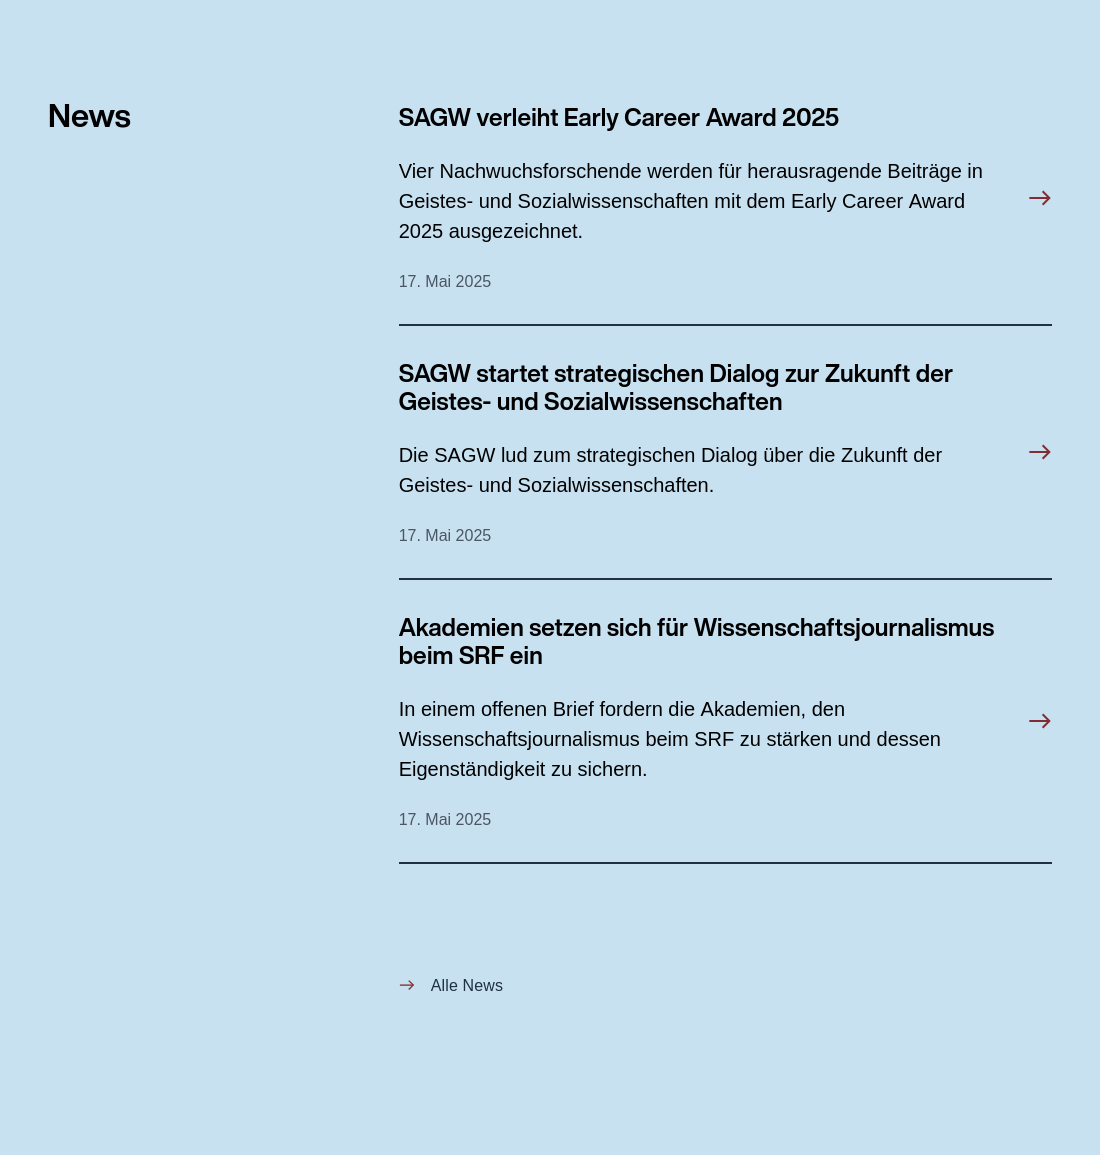 News
SAGW verleiht Early Career Award 2025
Vier Nachwuchsforschende werden für herausragende Beiträge in
Geistes- und Sozialwissenschaften mit dem Early Career Award
2025 ausgezeichnet.
17. Mai 2025
SAGW startet strategischen Dialog zur Zukunft der
Geistes- und Sozialwissenschaften
Die SAGW lud zum strategischen Dialog über die Zukunft der
Geistes- und Sozialwissenschaften.
17. Mai 2025
Akademien setzen sich für Wissenschaftsjournalismus
beim SRF ein
In einem offenen Brief fordern die Akademien, den
Wissenschaftsjournalismus beim SRF zu stärken und dessen
Eigenständigkeit zu sichern.
17. Mai 2025
Alle News